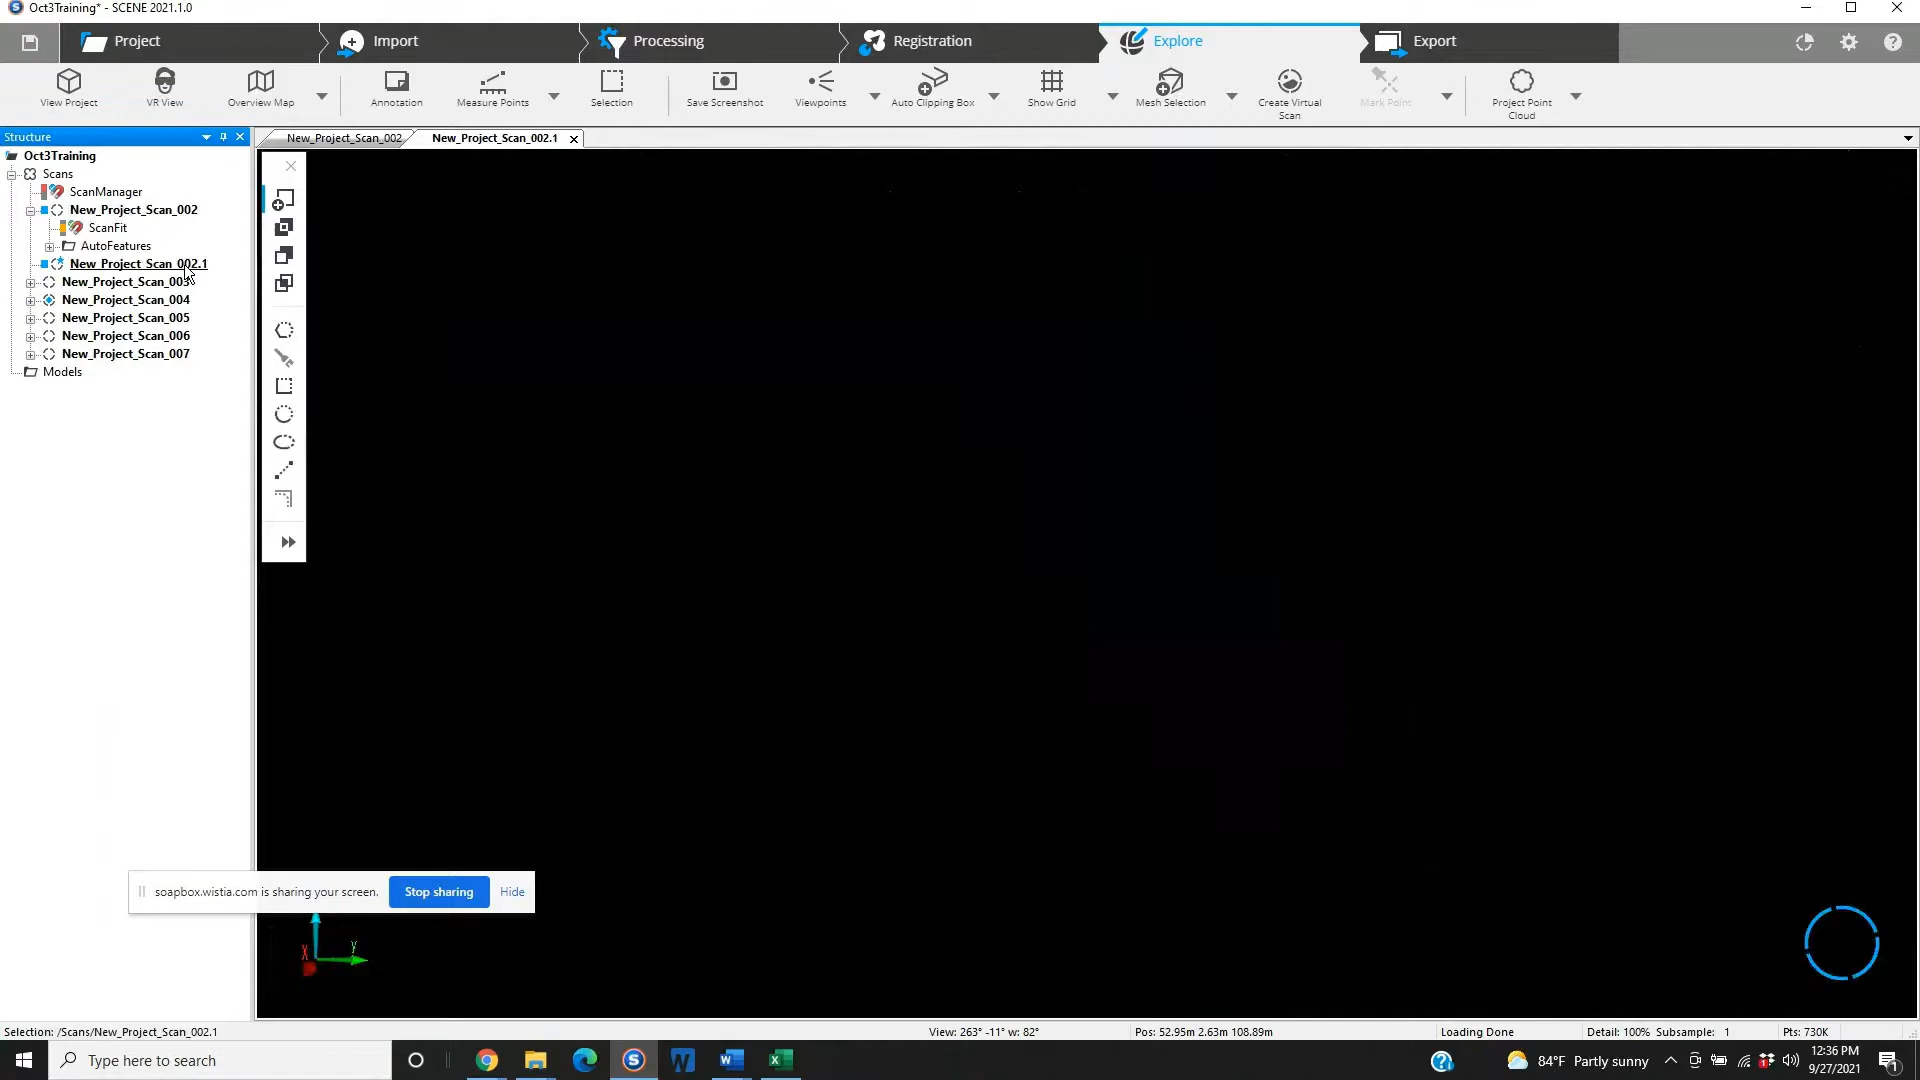 Oct3Training* - SCENE 2021.1.0
Project
Import
Processing
Registration
Explore
Export
View Project
VR View
Overview Map
Annotation
Measure Points
Selection
Save Screenshot
Viewpoints
Auto Clipping Box
Show Grid
Mesh Selection
Create Virtual
Scan
Mark Point
Project Point
Cloud
Structure
New_Project_Scan_002
New_Project_Scan_002.1
Oct3Training
Scans
ScanManager
New_Project_Scan_002
ScanFit
AutoFeatures
New_Project_Scan_002.1
New_Project_Scan_003
New_Project_Scan_004
New_Project_Scan_005
New_Project_Scan_006
New_Project_Scan_007
Models
soapbox.wistia.com is sharing your screen.
Stop sharing
Hide
X
y
Selection: /Scans/New_Project_Scan_002.1
View: 263° -11° w: 82°
Pos: 52.95m 2.63m 108.89m
Loading Done
Detail: 100% Subsample: 1
Pts: 730K
Type here to search
84°F Partly sunny
12:36 PM
9/27/2021
1